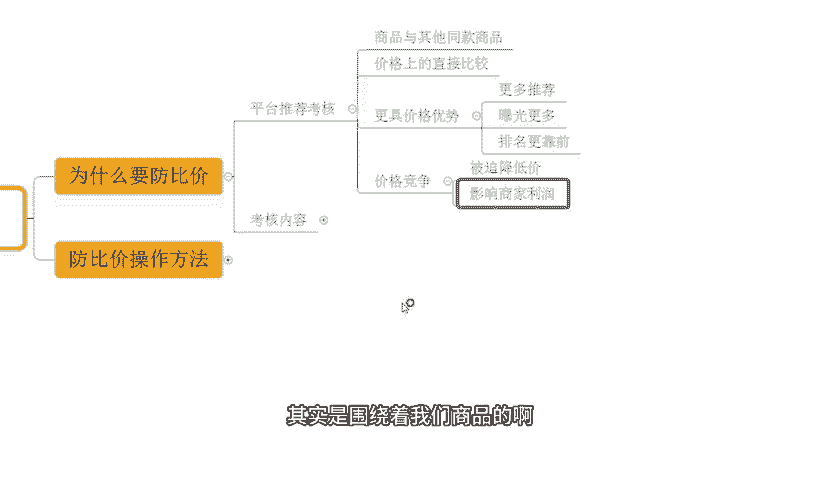 商品与其他同款商品
价格上的直接比较
更多推荐
平台推荐考核
更具价格优势
曝光更多
排名更靠前
为什么要防比价
被迫降低价
价格竞争
影响商家利润
考核内容
防比价操作方法
其实是围绕着我们商品的啊